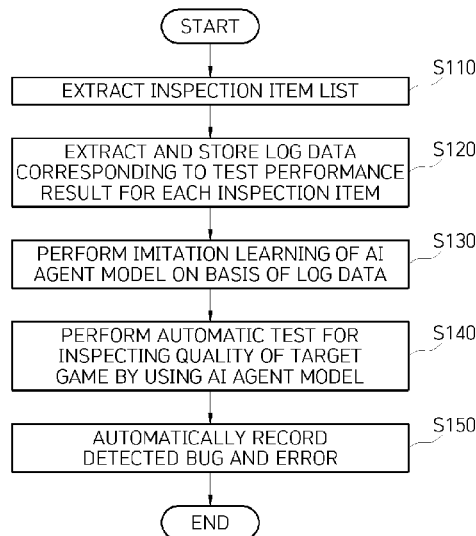 START
S110
EXTRACT INSPECTION ITEM LIST
S120
EXTRACT AND STORE LOG DATA
CORRESPONDING TO TEST PERFORMANCE
RESULT FOR EACH INSPECTION ITEM
S130
PERFORM IMITATION LEARNING OF AI
AGENT MODEL ON BASIS OF LOG DATA
S140
PERFORM AUTOMATIC TEST FOR
INSPECTING QUALITY OF TARGET
GAME BY USING AI AGENT MODEL
S150
AUTOMATICALLY RECORD
DETECTED BUG AND ERROR
END